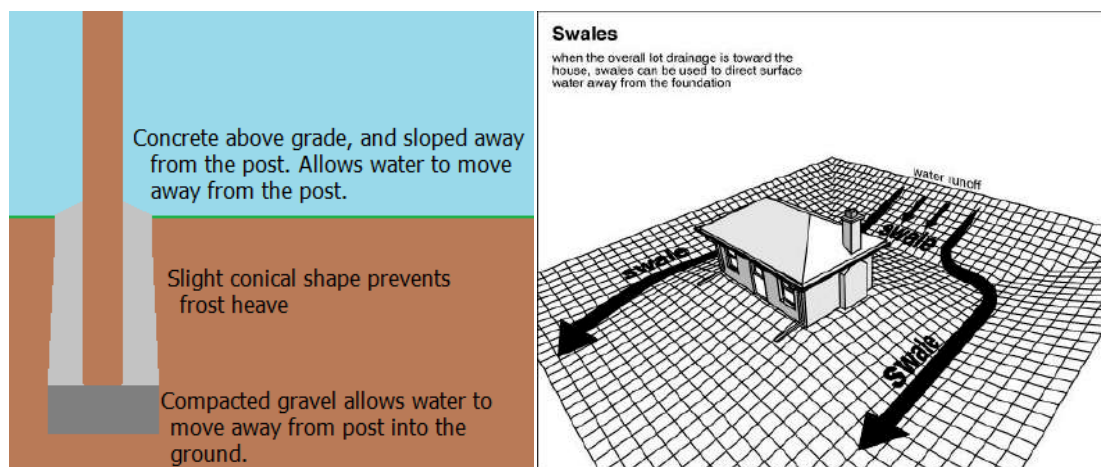 Concrete above grade, and sloped away
from the post. Allows water to move
away from the post.
Slight conical shape prevents
frost heave
Compacted gravel allows water to
move away from post into the
ground.
Swales
when the overall lot drainage is toward the
house, swales can be used to direct surface
water away from the foundation
water runoff
swale
swale
Swale